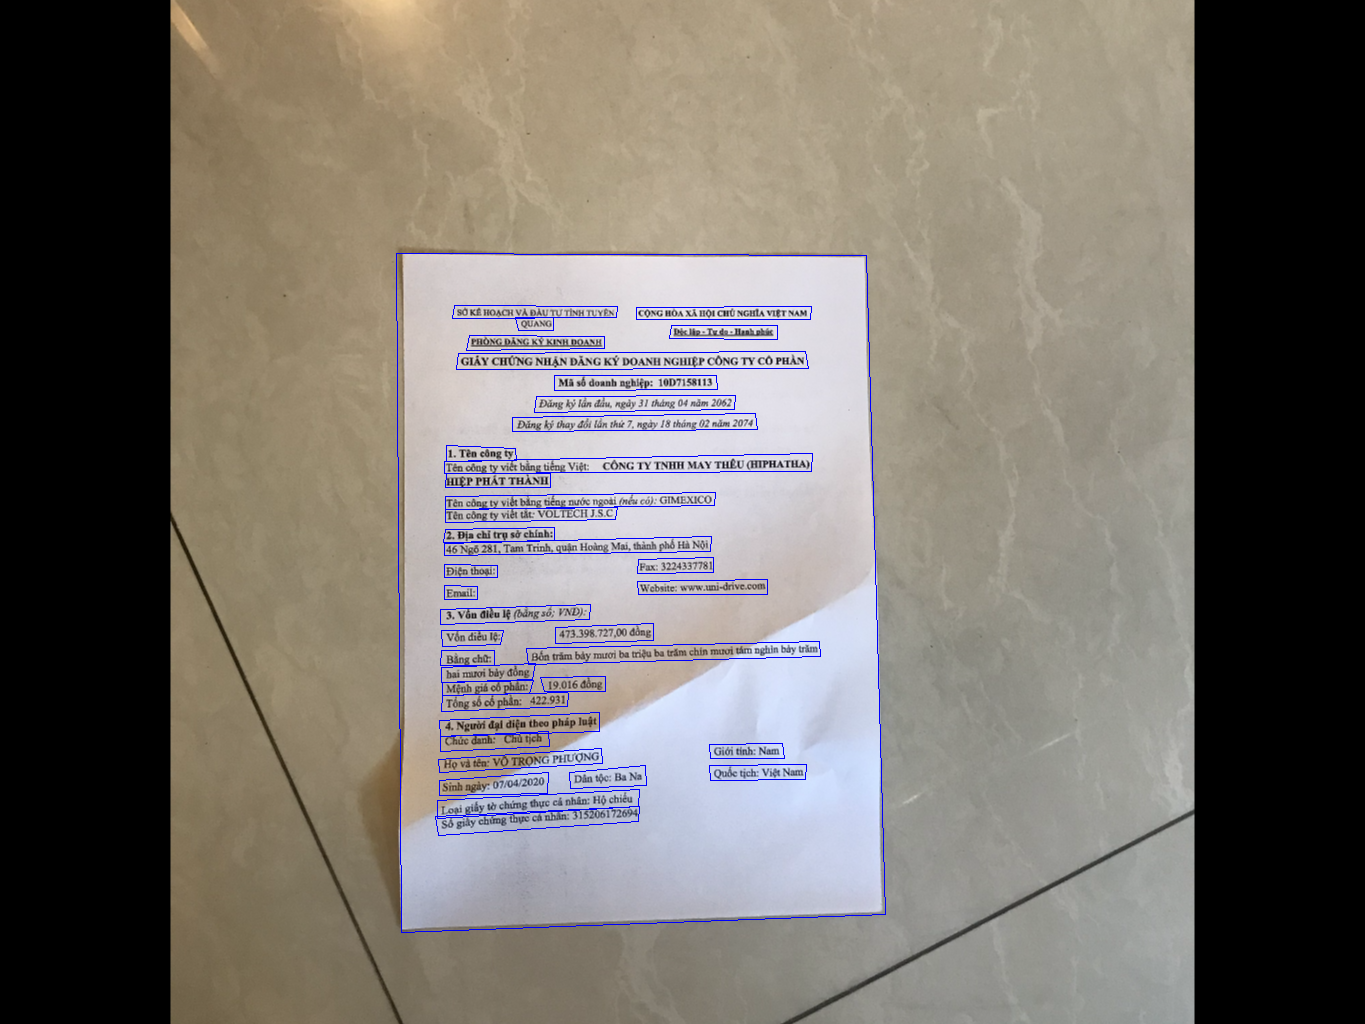 SỞ KẾ HOẠCH VÀ ĐẦU TƯ TỈNH TUYÊN
QUANG
PHÒNG ĐĂNG KÝ KINH DOANH
CỘNG HÒA XÃ HỘI CHỦ NGHĨA VIỆT NAM
Độc lập - Tự do - Hạnh phúc
GIẤY CHỨNG NHẬN ĐĂNG KÝ DOANH NGHIỆP CÔNG TY CỔ PHẦN
Mã số doanh nghiệp: 10D7158113
Đăng ký lần đầu, ngày 31 tháng 04 năm 2062
Đăng ký thay đổi lần thứ 7, ngày 18 tháng 02 năm 2074
1. Tên công ty
Tên công ty viết bằng tiếng Việt: CÔNG TY TNHH MAY THÊU (HIPHATHA)
HIỆP PHÁT THÀNH
Tên công ty viết bằng tiếng nước ngoài (nếu có): GIMEXICO
Tên công ty viết tắt: VOLTECH J.S.C
2. Địa chỉ trụ sở chính:
46 Ngõ 281, Tam Trinh, quận Hoàng Mai, thành phố Hà Nội
Điện thoại: Fax: 3224337781
Email: Website: www.uni-drive.com
3. Vốn điều lệ (bằng số; VNĐ):
Vốn điều lệ: 473.398.727,00 đồng
Bằng chữ: Bốn trăm bảy mươi ba triệu ba trăm chín mươi tám nghìn bảy trăm
hai mươi bảy đồng
Mệnh giá cổ phần: 19.016 đồng
Tổng số cổ phần: 422.931
4. Người đại diện theo pháp luật
Chức danh: Chủ tịch
Họ và tên: VÕ TRỌNG PHƯỢNG Giới tính: Nam
Sinh ngày: 07/04/2020 Dân tộc: Ba Na Quốc tịch: Việt Nam
Loại giấy tờ chứng thực cá nhân: Hộ chiếu
Số giấy chứng thực cá nhân: 315206172694